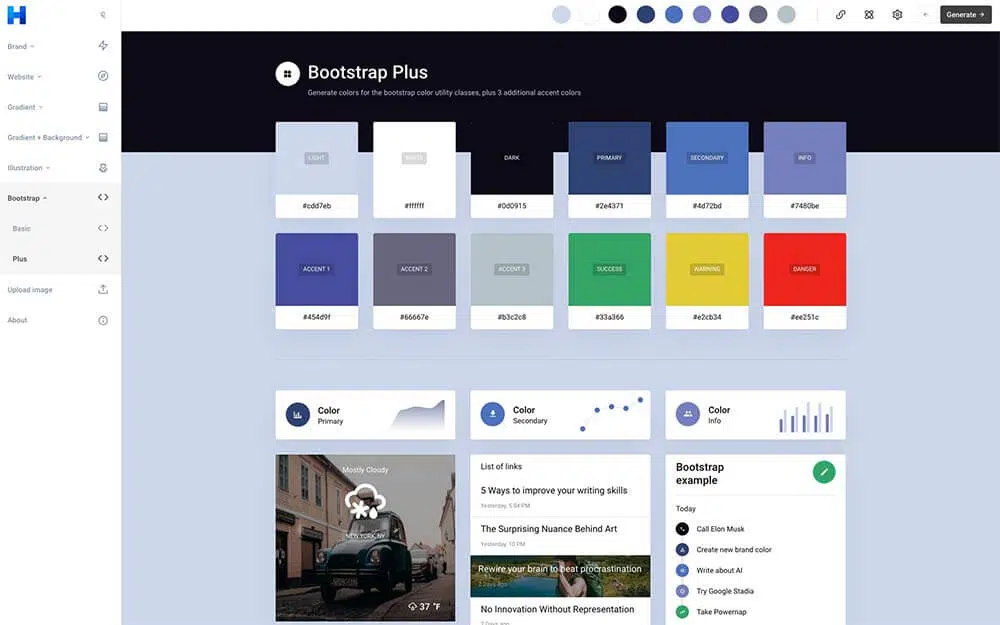 H
Generate →
Brand
Website
Gradient
Gradient + Background
Illustration
Bootstrap
Basic
Plus
Upload image
About
Bootstrap Plus
Generate colors for the bootstrap color utility classes, plus 3 additional accent colors
LIGHT
WHITE
DARK
PRIMARY
SECONDARY
INFO
#cdd7eb
#ffffff
#0d0915
#2e4371
#4d72bd
#7480be
ACCENT 1
ACCENT 2
ACCENT 3
SUCCESS
WARNING
DANGER
#454d9f
#66667e
#b3c2c8
#33a366
#e2cb34
#ee251c
Color
Primary
Color
Secondary
Color
Info
Mostly Cloudy
NEW YORK, NY
37 °F
List of links
5 Ways to improve your writing skills
Yesterday, 5:54 PM
The Surprising Nuance Behind Art
Yesterday, 10 PM
Rewire your brain to beat procrastination
2 Days ago
No Innovation Without Representation
2 Days ago
Bootstrap
example
Today
Call Elon Musk
Create new brand color
Write about AI
Try Google Stadia
Take Powernap